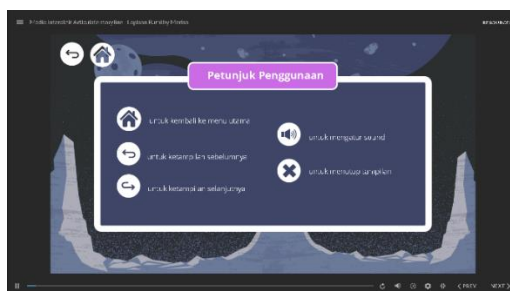 RESOURCES
Petunjuk Penggunaan
untuk kembali ke menu utama
untuk ketampilan sebelumnya
untuk ketampilan selanjutnya
untuk mengatur sound
untuk menutup tampilan
< PREV
NEXT >